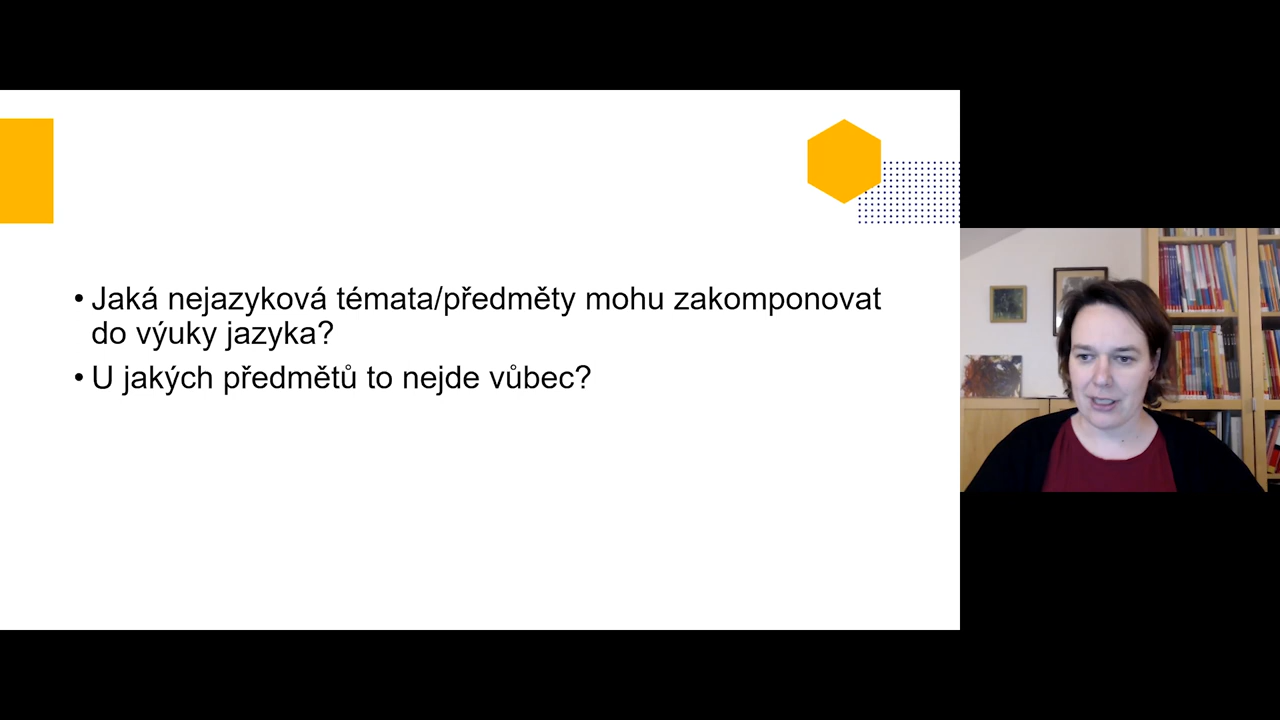 • Jaká nejazyková témata/předměty mohu zakomponovat
do výuky jazyka?
• U jakých předmětů to nejde vůbec?